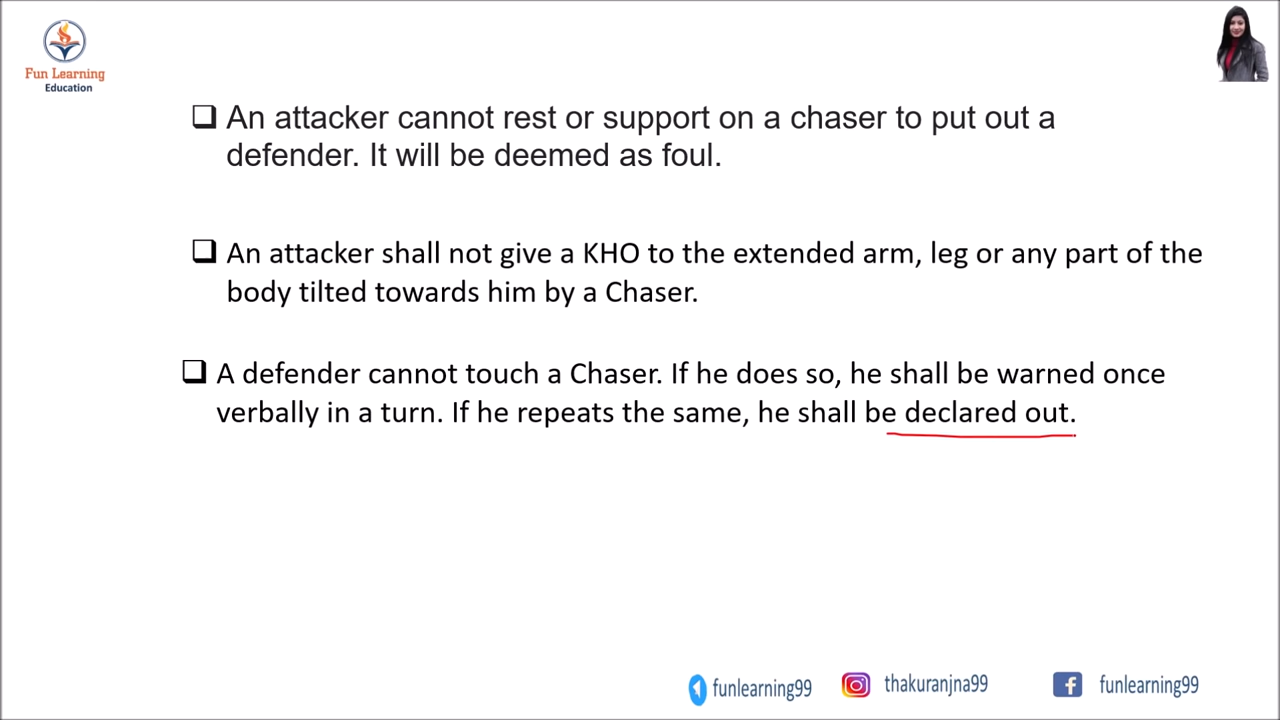 Fun Learning
Education
An attacker cannot rest or support on a chaser to put out a
defender. It will be deemed as foul.
An attacker shall not give a KHO to the extended arm, leg or any part of the
body tilted towards him by a Chaser.
A defender cannot touch a Chaser. If he does so, he shall be warned once
verbally in a turn. If he repeats the same, he shall be declared out.
funlearning99
thakuranjna99
funlearning99